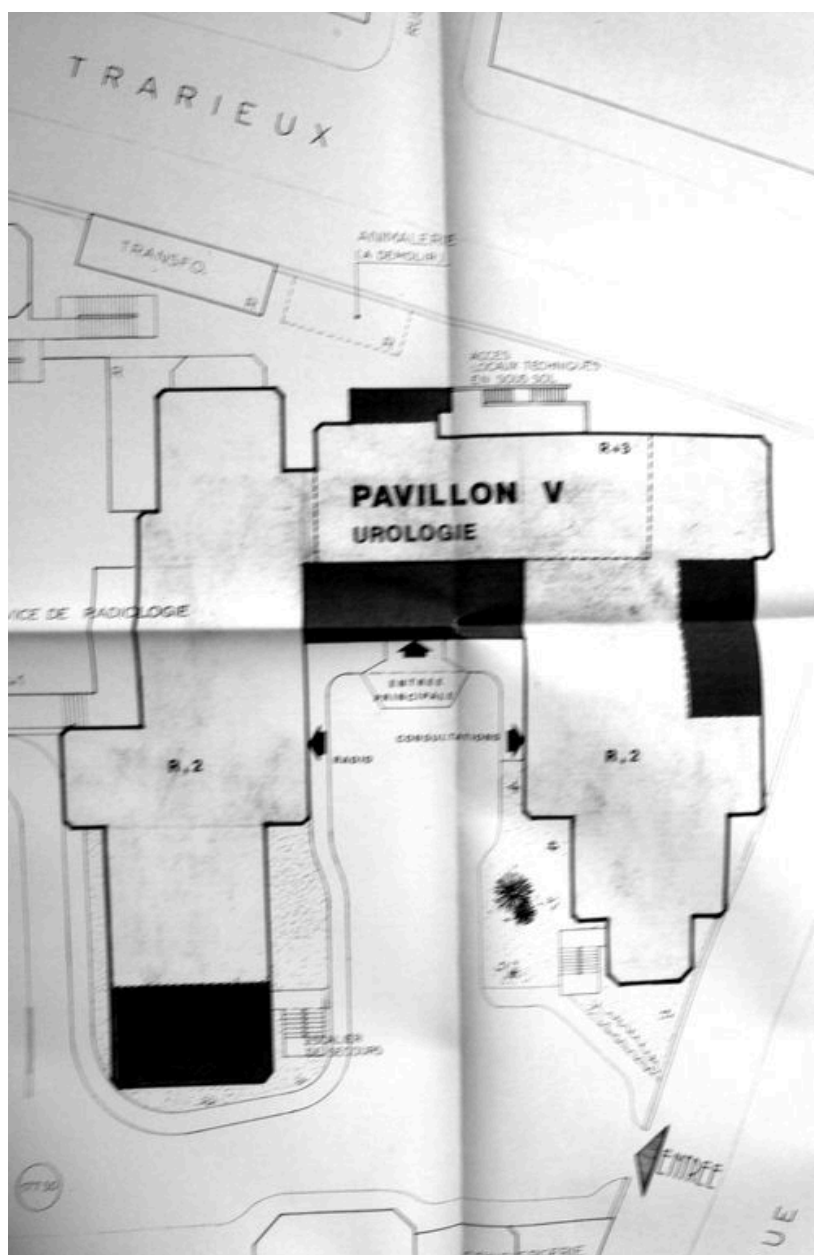 TRARIEUX
TRANSFO.
R
ANIMALERIE
(A DEMOLIR)
R
ACCES
LOCAUX TECHNIQUES
EN SOUS-SOL
R
R+3
PAVILLON V
UROLOGIE
VICE DE RADIOLOGIE
ENTREE
PRINCIPALE
RADIO
CONSULTATIONS
R.2
R.2
ESCALIER
DE SECOURS
ENTREE
UE